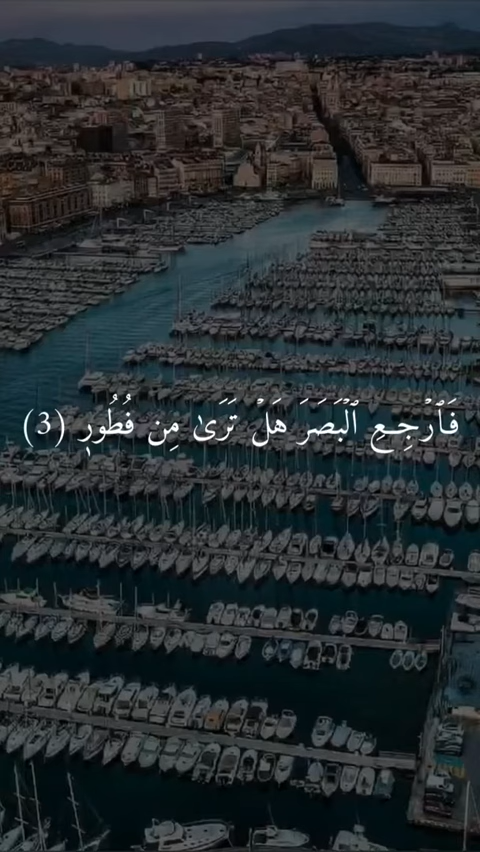 فَٱرْجِعِ ٱلْبَصَرَ هَلْ تَرَىٰ مِن فُطُورٖ (3)